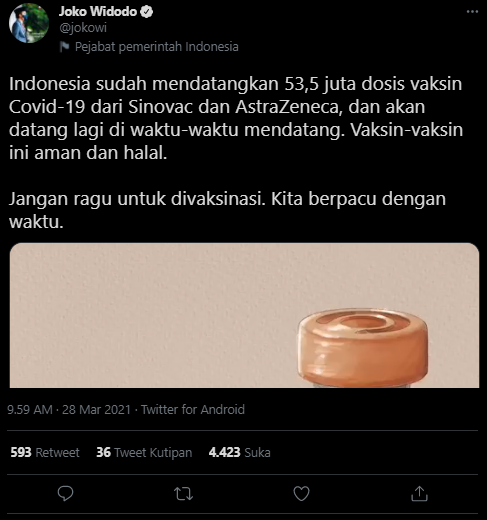 Joko Widodo
@jokowi
Pejabat pemerintah Indonesia
Indonesia sudah mendatangkan 53,5 juta dosis vaksin
Covid-19 dari Sinovac dan AstraZeneca, dan akan
datang lagi di waktu-waktu mendatang. Vaksin-vaksin
ini aman dan halal.
Jangan ragu untuk divaksinasi. Kita berpacu dengan
waktu.
9.59 AM · 28 Mar 2021 · Twitter for Android
593 Retweet 36 Tweet Kutipan 4.423 Suka